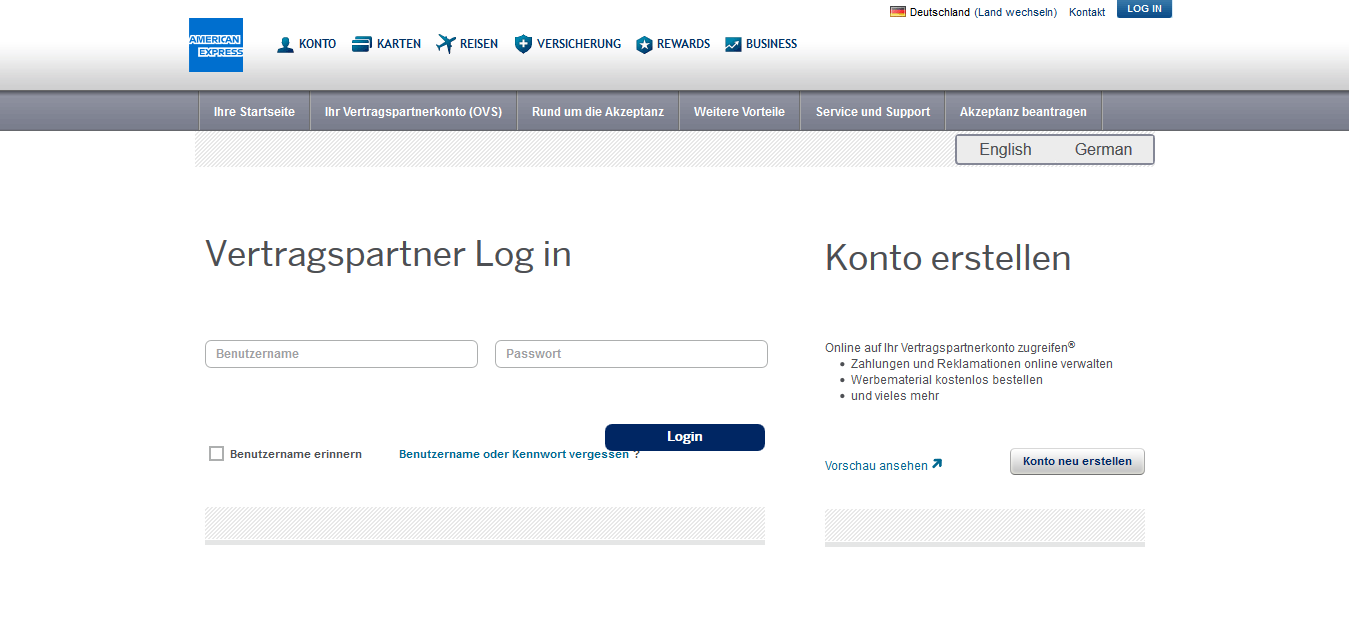 Deutschland (Land wechseln) Kontakt LOG IN
AMERICAN
EXPRESS
KONTO KARTEN REISEN VERSICHERUNG REWARDS BUSINESS
Ihre Startseite Ihr Vertragspartnerkonto (OVS) Rund um die Akzeptanz Weitere Vorteile Service und Support Akzeptanz beantragen
English German
Vertragspartner Log in
Benutzername Passwort
Login
Benutzername erinnern Benutzername oder Kennwort vergessen ?
Konto erstellen
Online auf Ihr Vertragspartnerkonto zugreifen®
• Zahlungen und Reklamationen online verwalten
• Werbematerial kostenlos bestellen
• und vieles mehr
Vorschau ansehen Konto neu erstellen